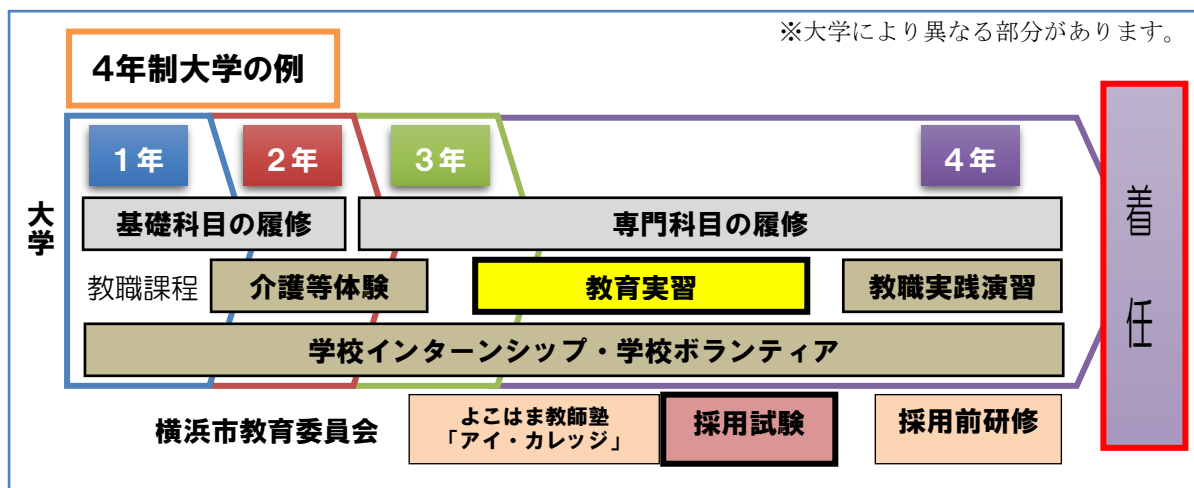 ※大学により異なる部分があります。
４年制大学の例
１年
２年
３年
４年
大学
基礎科目の履修
専門科目の履修
教職課程
介護等体験
教育実習
教職実践演習
学校インターンシップ・学校ボランティア
着任
横浜市教育委員会
よこはま教師塾
「アイ・カレッジ」
採用試験
採用前研修